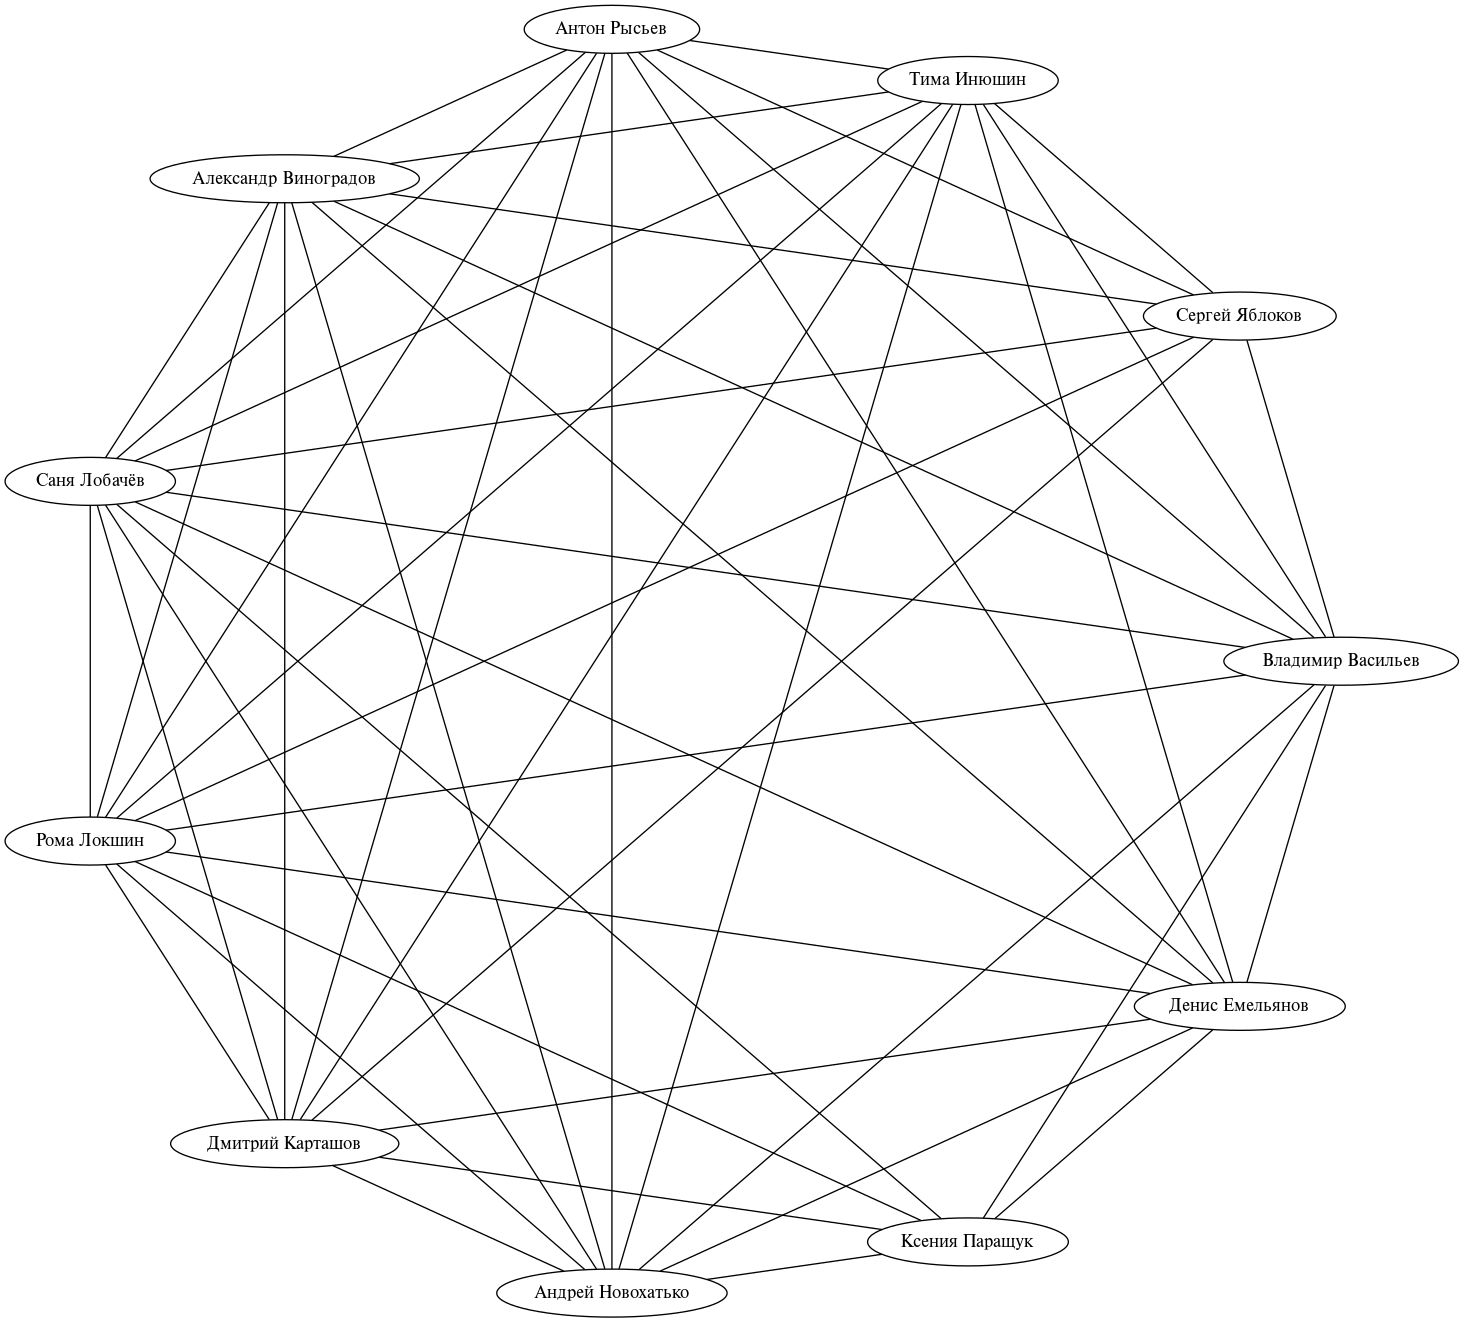 Антон Рысьев
Тима Инюшин
Александр Виноградов
Сергей Яблоков
Саня Лобачёв
Владимир Васильев
Рома Локшин
Денис Емельянов
Дмитрий Карташов
Ксения Паращук
Андрей Новохатько